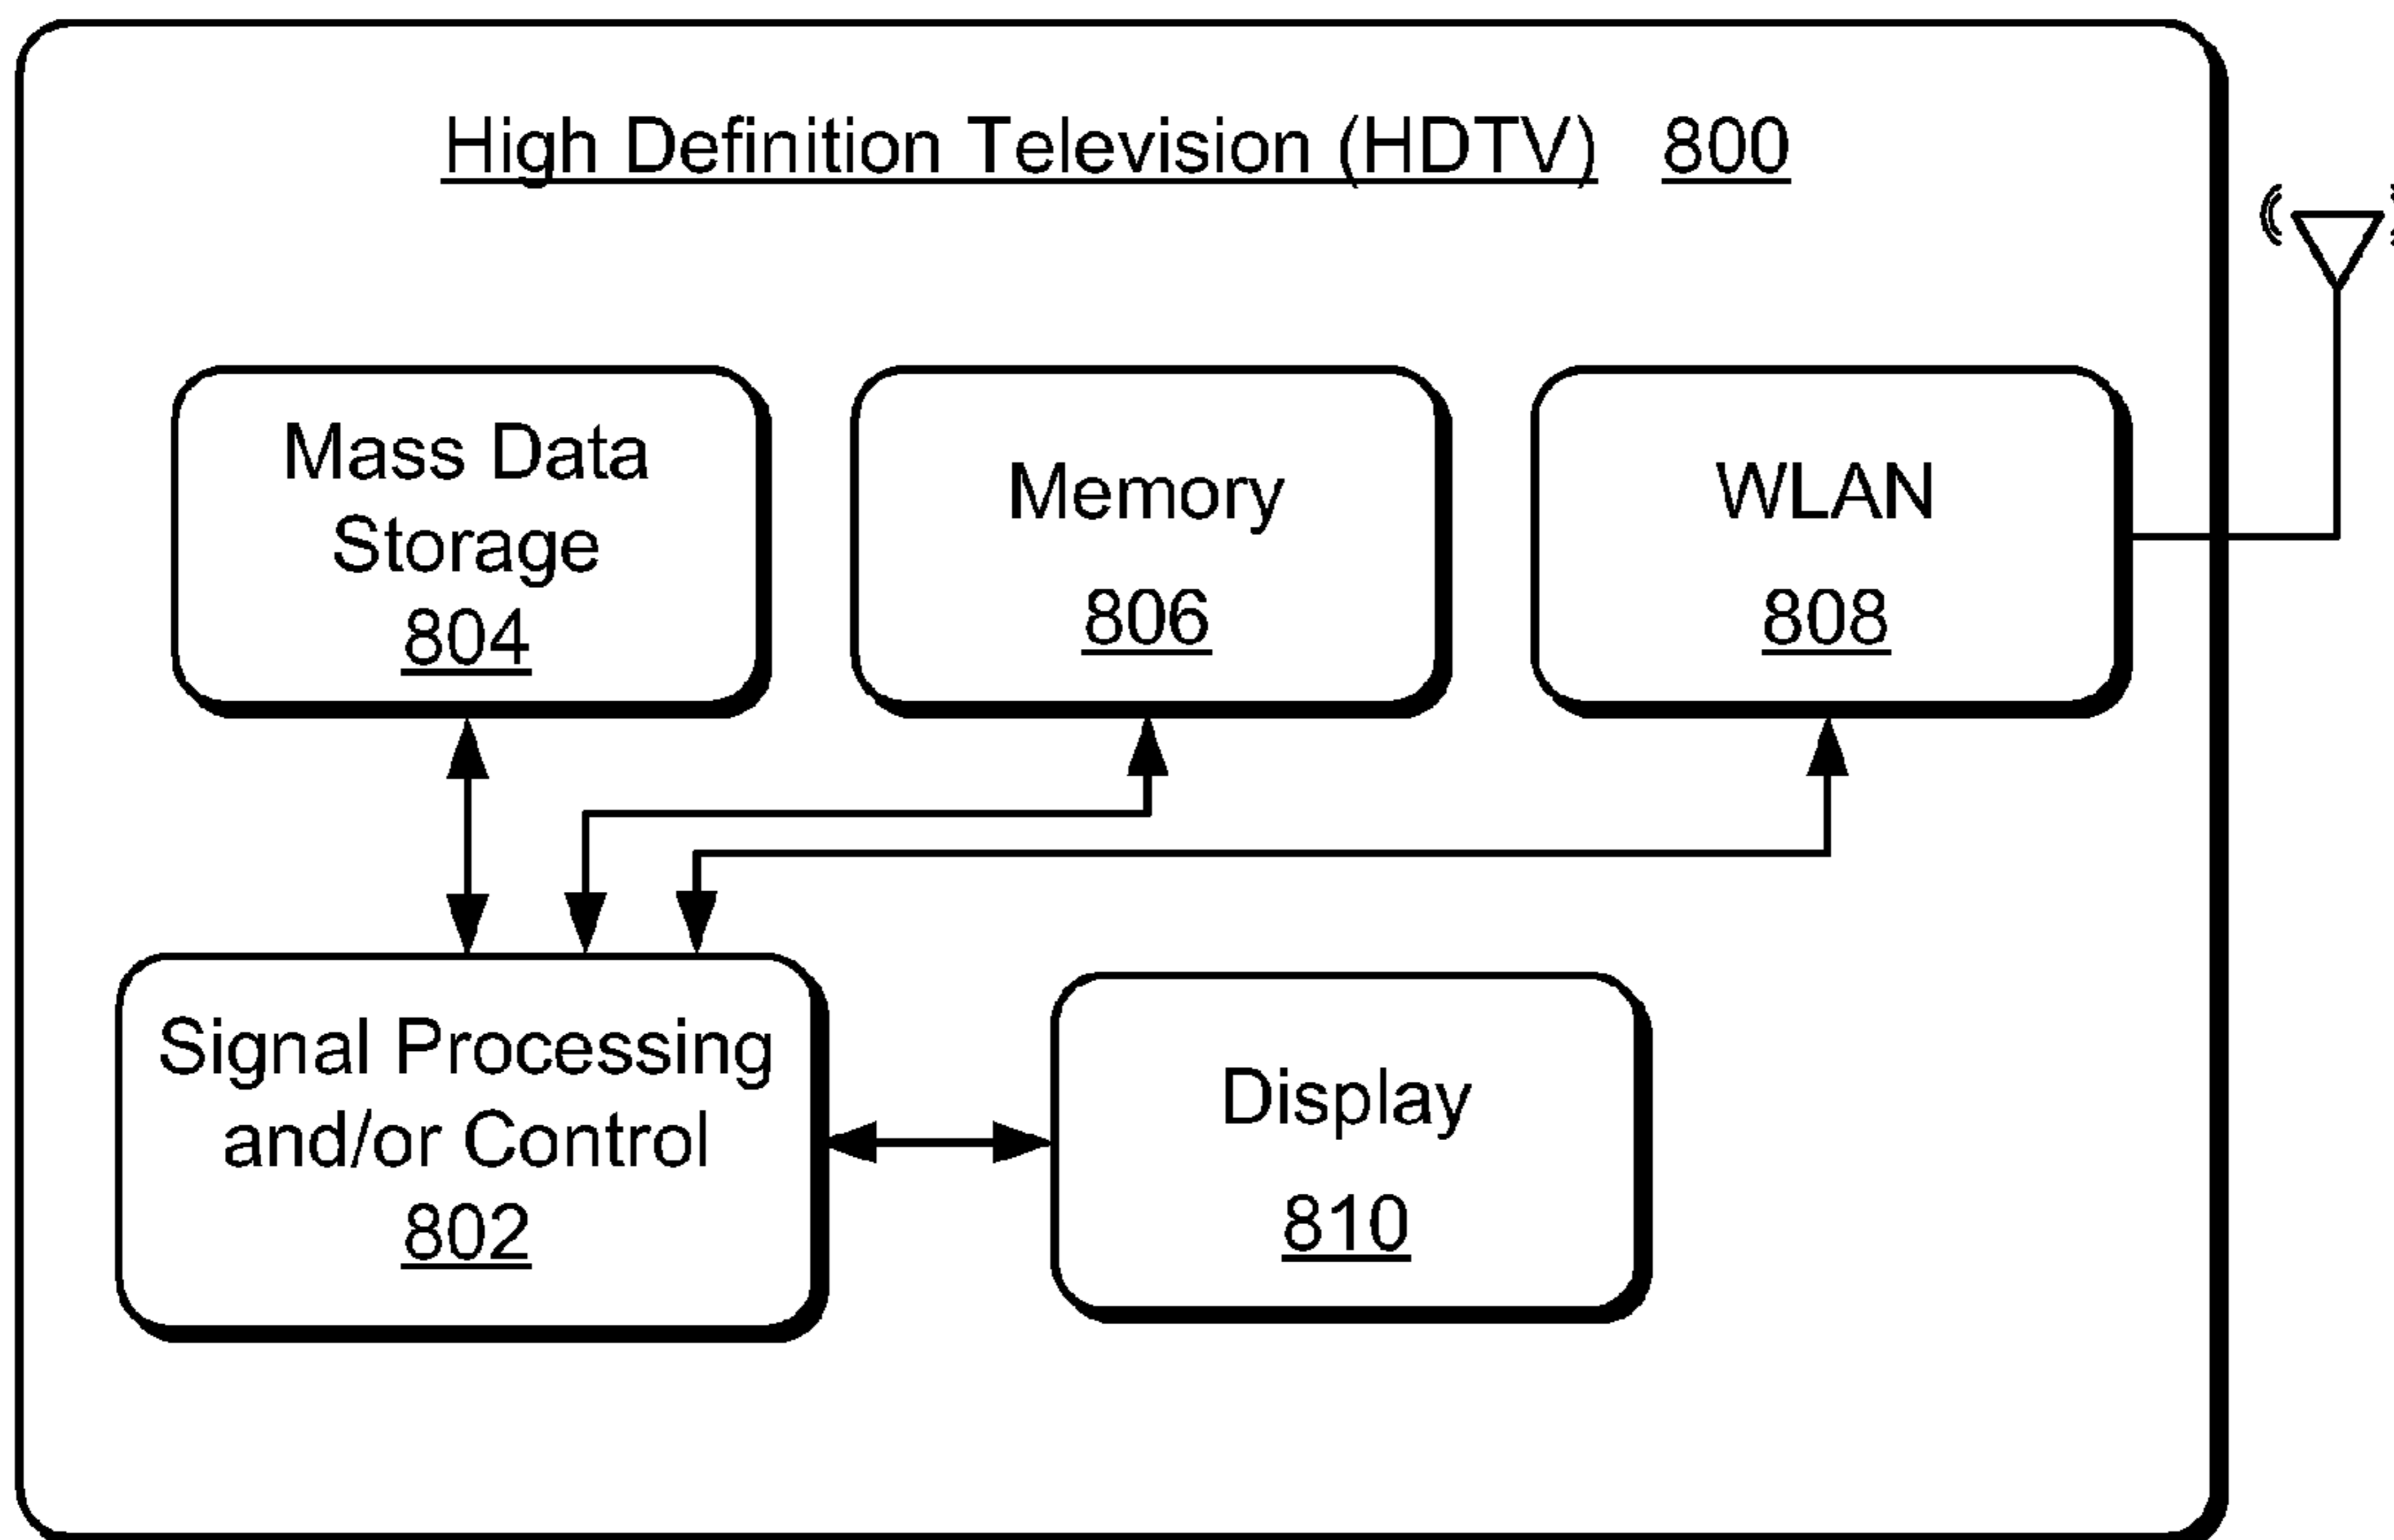 High Definition Television (HDTV) 800
Mass Data
Storage
804
Memory
806
WLAN
808
Signal Processing
and/or Control
802
Display
810